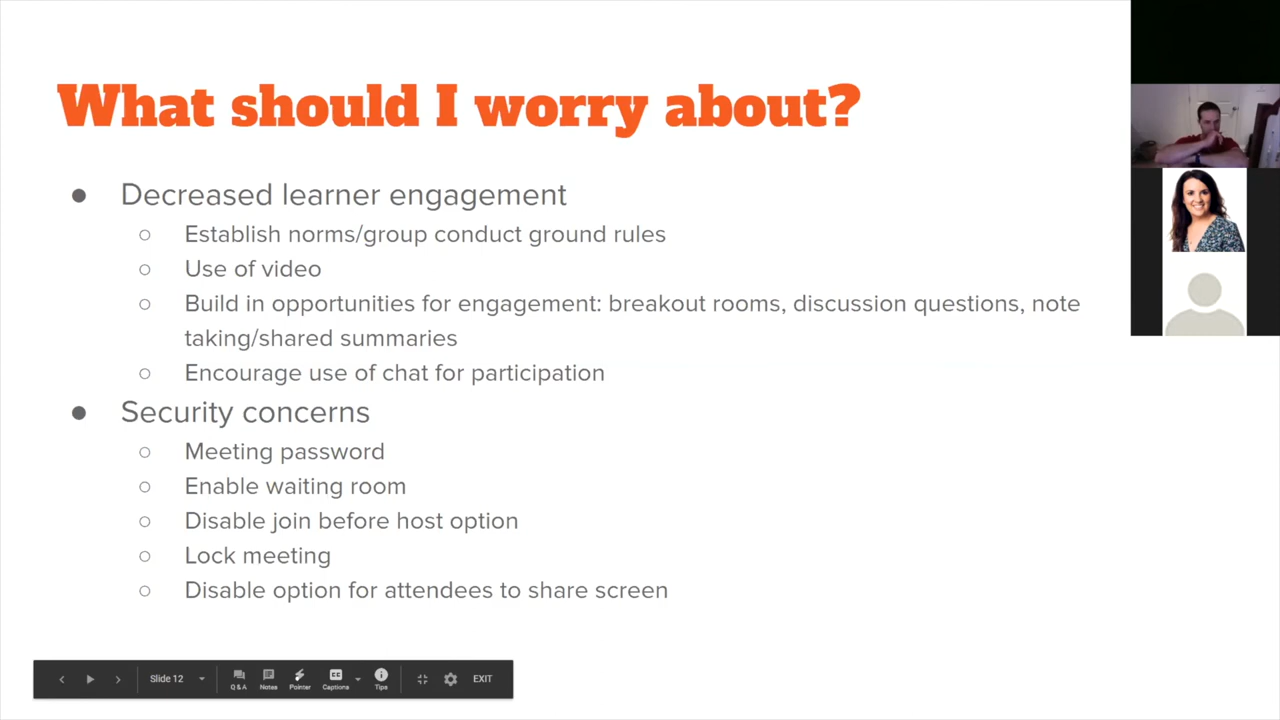 What should I worry about?
● Decreased learner engagement
○ Establish norms/group conduct ground rules
○ Use of video
○ Build in opportunities for engagement: breakout rooms, discussion questions, note
taking/shared summaries
○ Encourage use of chat for participation
● Security concerns
○ Meeting password
○ Enable waiting room
○ Disable join before host option
○ Lock meeting
○ Disable option for attendees to share screen
Slide 12 Q & A Notes Pointer CC Captions Tips EXIT